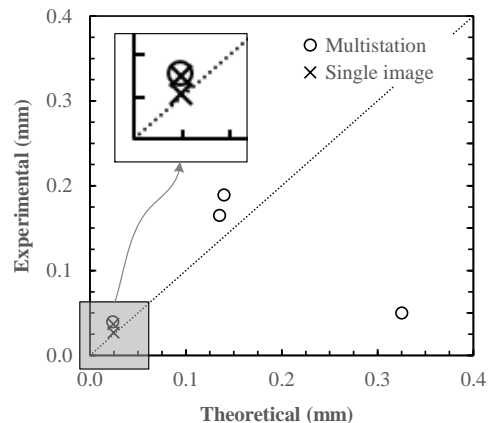 0.4
Multistation
Single image
0.3
0.2
0.1
0.0
Experimental (mm)
0.0 0.1 0.2 0.3 0.4
Theoretical (mm)